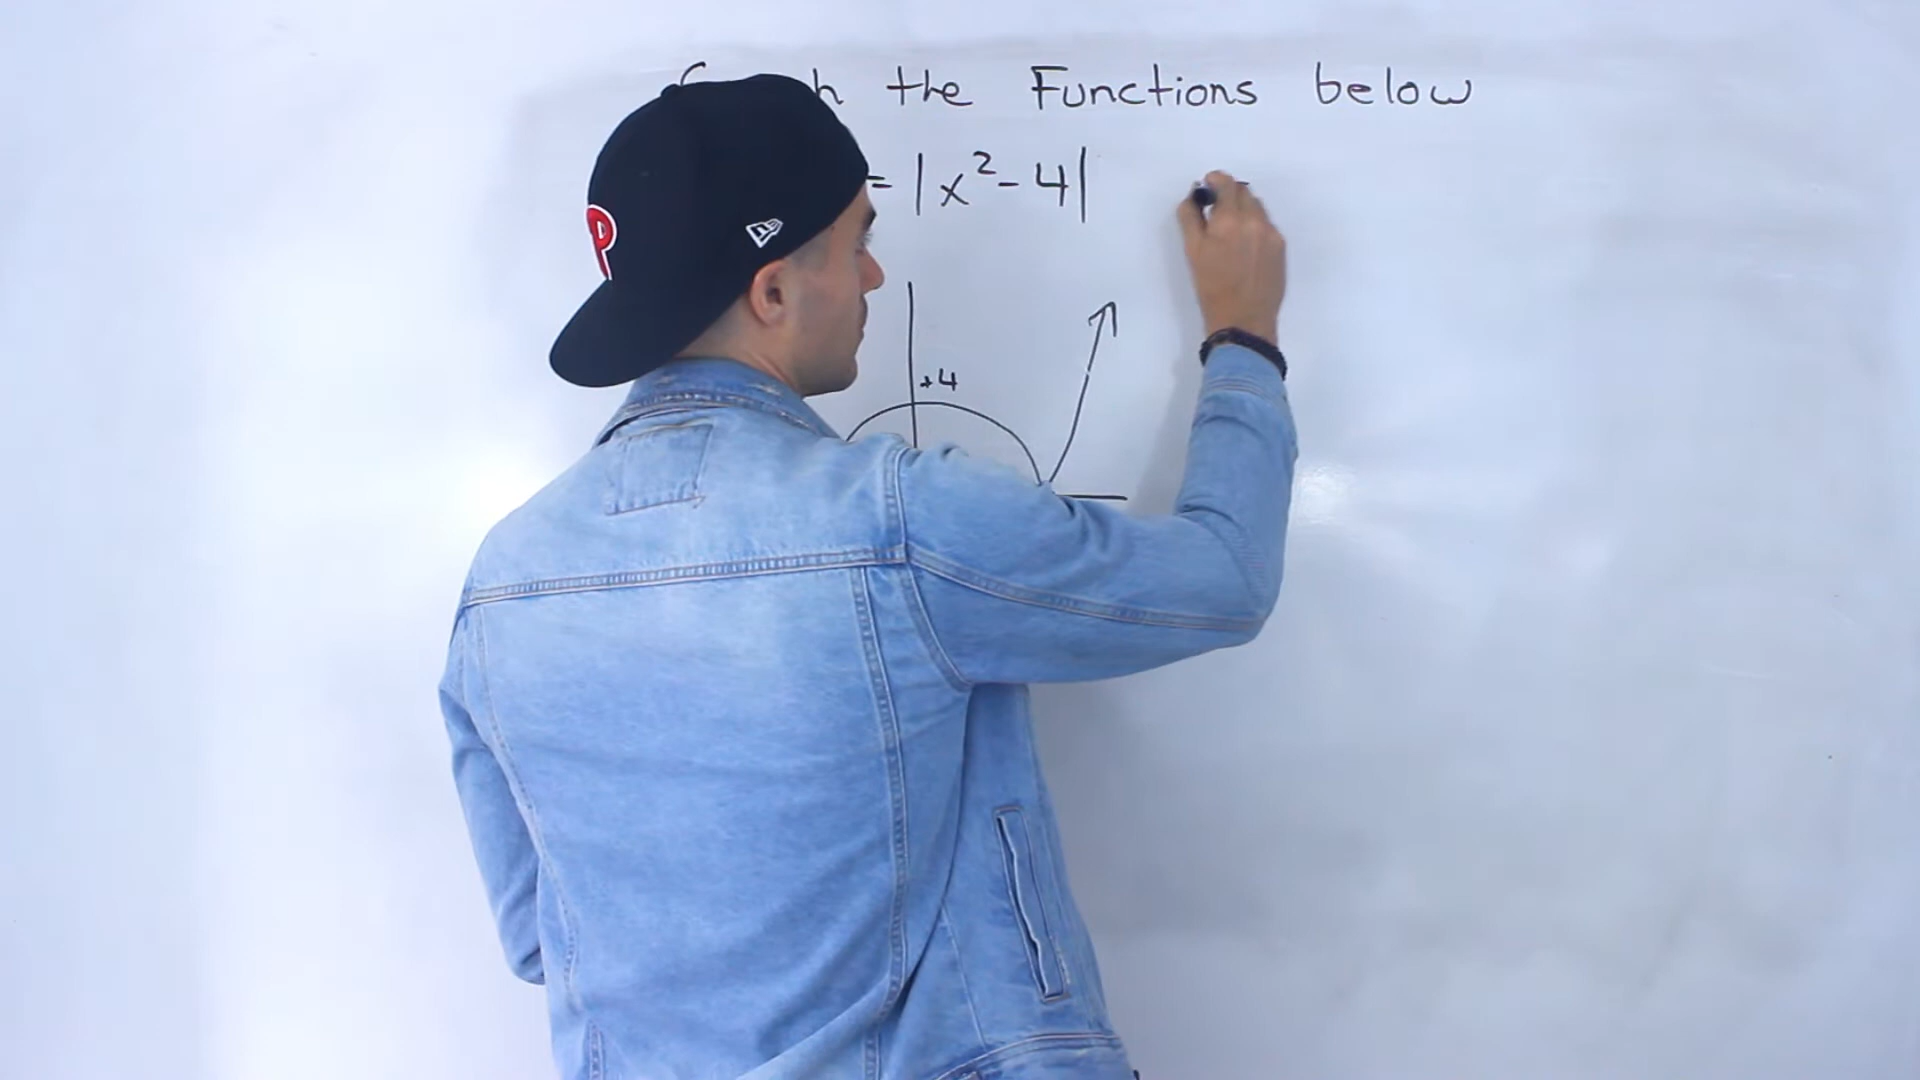 the Functions below
= |x²- 4|
+4
P